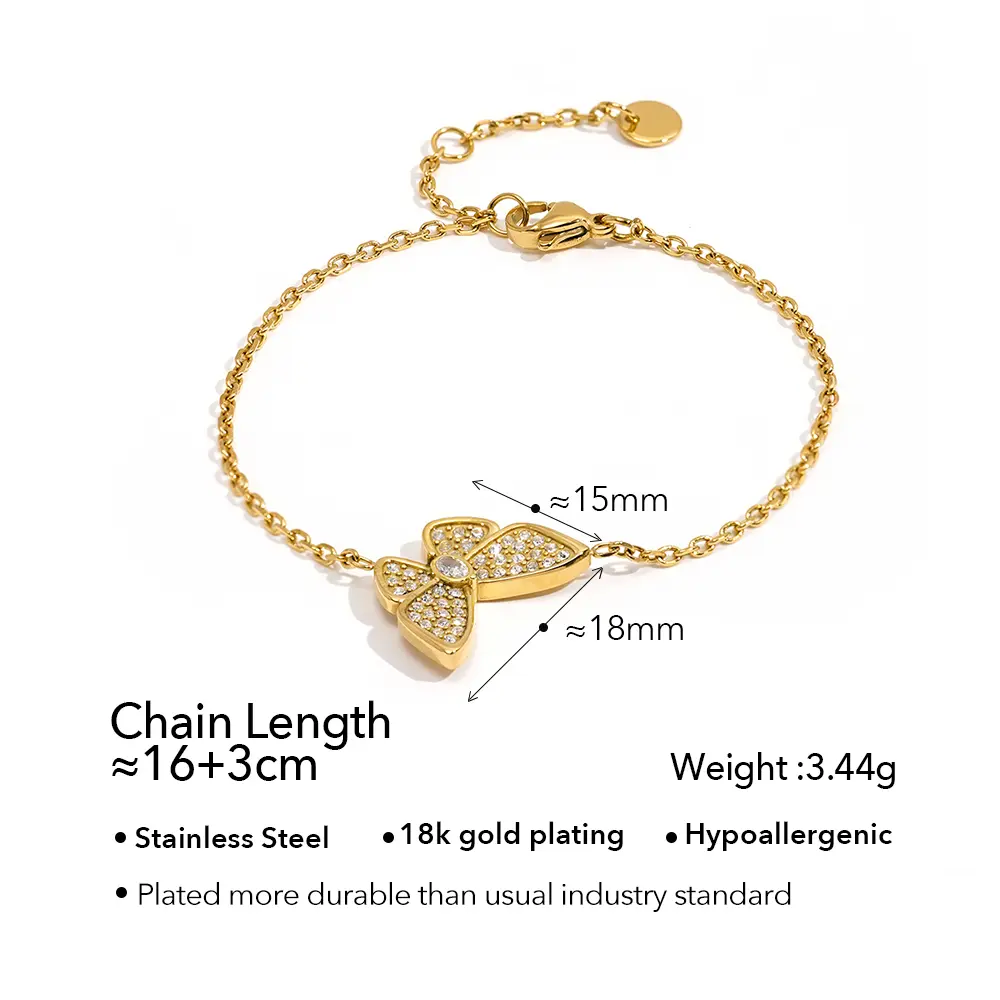 ≈15mm
≈18mm
Chain Length
≈16+3cm
Weight :3.44g
• Stainless Steel
• 18k gold plating
• Hypoallergenic
• Plated more durable than usual industry standard